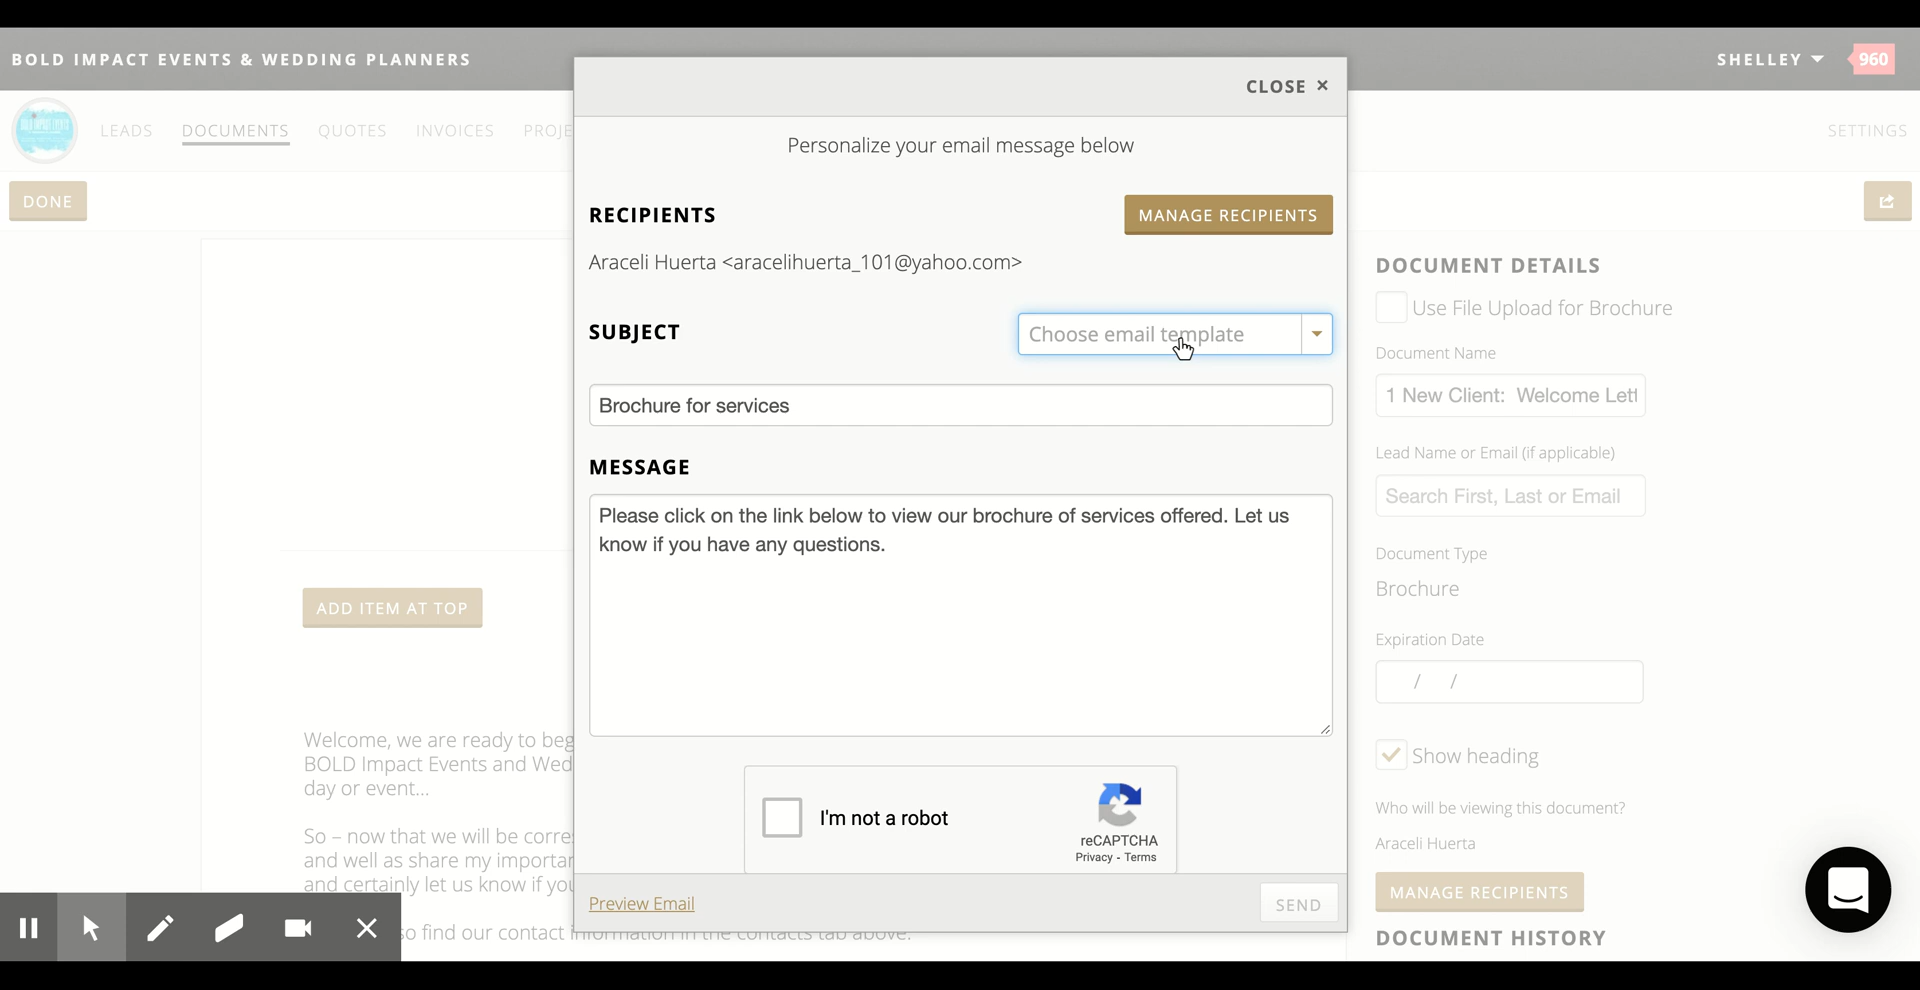 BOLD IMPACT EVENTS & WEDDING PLANNERS
SHELLEY
960
LEADS
DOCUMENTS
QUOTES
INVOICES
PROJE
SETTINGS
DONE
CLOSE ×
Personalize your email message below
RECIPIENTS
MANAGE RECIPIENTS
Araceli Huerta <aracelihuerta_101@yahoo.com>
SUBJECT
Choose email template
Brochure for services
MESSAGE
Please click on the link below to view our brochure of services offered. Let us
know if you have any questions.
I'm not a robot
reCAPTCHA
Privacy - Terms
Preview Email
SEND
ADD ITEM AT TOP
Welcome, we are ready to beg
BOLD Impact Events and Wed
day or event...
So – now that we will be corre
and well as share my importan
and certainly let us know if you
so find our contact information in the contacts tab above.
DOCUMENT DETAILS
Use File Upload for Brochure
Document Name
1 New Client: Welcome Lett
Lead Name or Email (if applicable)
Search First, Last or Email
Document Type
Brochure
Expiration Date
/ /
Show heading
Who will be viewing this document?
Araceli Huerta
MANAGE RECIPIENTS
DOCUMENT HISTORY